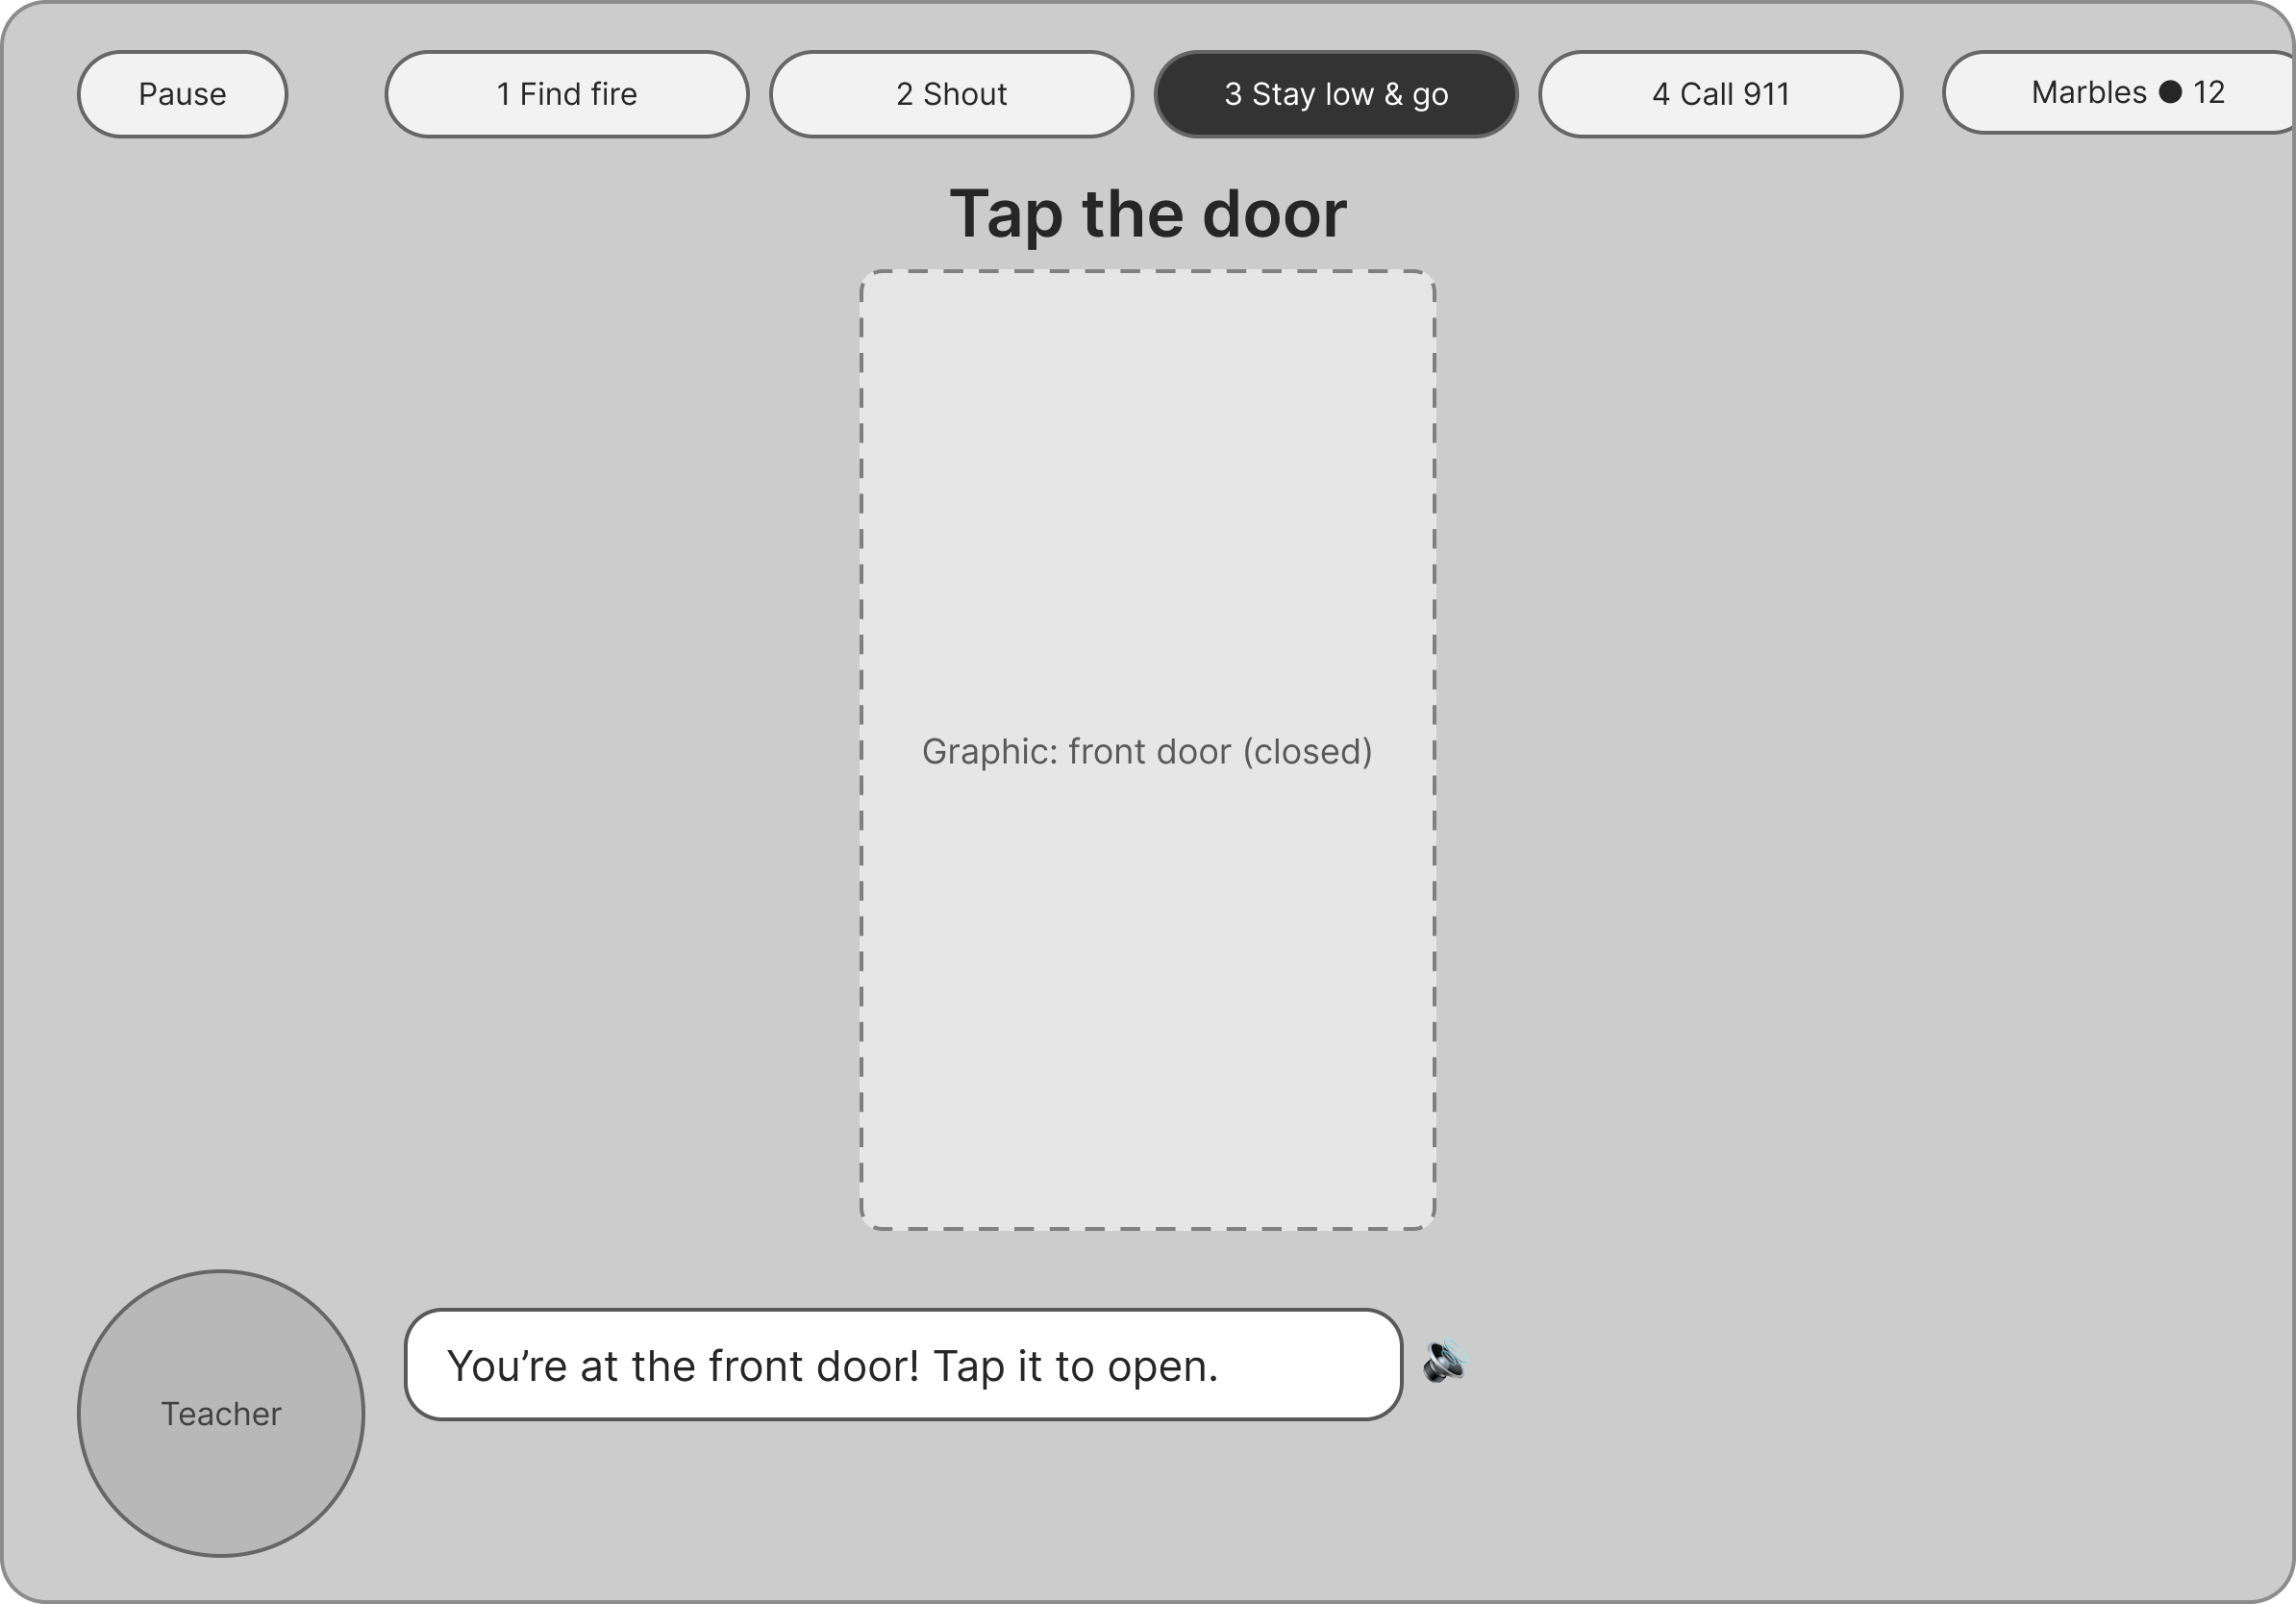 Pause
1 Find fire
2 Shout
3 Stay low & go
4 Call 911
Marbles ● 12
Tap the door
Graphic: front door (closed)
You’re at the front door! Tap it to open.
Teacher